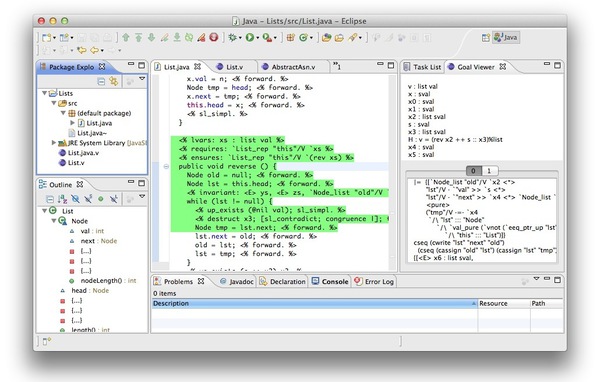 Java – Lists/src/List.java – Eclipse
Java
Package Explo
Lists
src
(default package)
List.java
List.java~
JRE System Library [JavaS
List.java.v
List.v
Outline
List
Node
val : int
next : Node
{...}
{...}
{...}
nodeLength() : int
head : Node
{...}
{...}
length() : int
List.java
List.v
AbstractAsn.v
»1
x.val = n; <% forward. %>
Node tmp = head; <% forward. %>
x.next = tmp; <% forward. %>
this.head = x; <% forward. %>
<% sl_simpl. %>
}
<% lvars: xs : list val %>
<% requires: `List_rep "this"/V `xs %>
<% ensures: `List_rep "this"/V `(rev xs) %>
public void reverse () {
Node old = null; <% forward. %>
Node lst = this.head; <% forward. %>
<% invariant: <E> ys, <E> zs, `Node_list "old"/V `
while (lst != null) {
<% up_exists (@nil val); sl_simpl. %>
<% destruct x3; [sl_contradict; congruence |]; %
Node tmp = lst.next; <% forward. %>
lst.next = old; <% forward. %>
old = lst; <% forward. %>
lst = tmp; <% forward. %>
}
Task List
Goal Viewer
v : list val
x : sval
x0 : sval
x1 : sval
x2 : list val
s : sval
x3 : list val
H : v = (rev x2 ++ s :: x3)%list
x4 : sval
x5 : sval
0 1
|= {[`Node_list "old"/V `x2 <*>
"lst"/V · `"val" >> `s <*>
"lst"/V · `"next" >> `x4 <*> `Node_list `
<pure>
("tmp"/V -=- `x4
`/\ "lst" ::: "Node"
`/\ `val_pure (`vnot (`eeq_ptr_up "lst"
`/\ "this" ::: "List")]}
cseq (cwrite "lst" "next" "old")
(cseq (cassign "old" "lst") (cassign "lst" "tmp")
{[<E> x6 : list sval,
Problems
Javadoc
Declaration
Console
Error Log
0 items
Description
Resource
Path